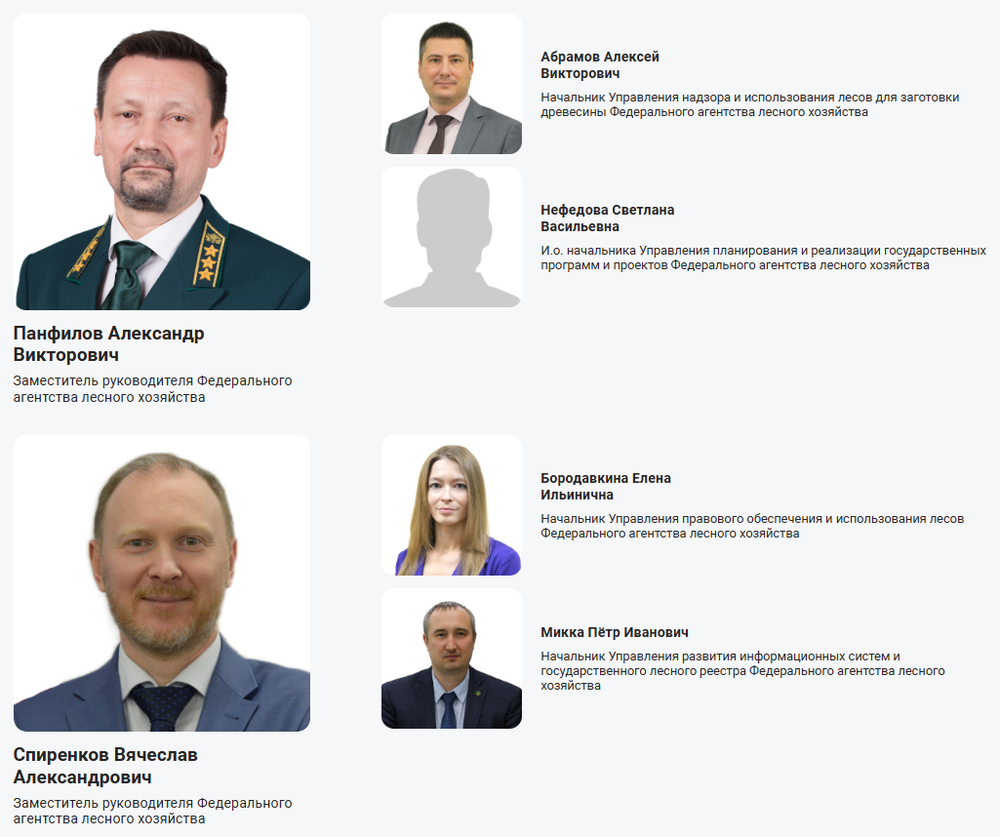 Панфилов Александр
Викторович
Заместитель руководителя Федерального
агентства лесного хозяйства
Абрамов Алексей
Викторович
Начальник Управления надзора и использования лесов для заготовки
древесины Федерального агентства лесного хозяйства
Нефедова Светлана
Васильевна
И.о. начальника Управления планирования и реализации государственных
программ и проектов Федерального агентства лесного хозяйства
Спиренков Вячеслав
Александрович
Заместитель руководителя Федерального
агентства лесного хозяйства
Бородавкина Елена
Ильинична
Начальник Управления правового обеспечения и использования лесов
Федерального агентства лесного хозяйства
Микка Пётр Иванович
Начальник Управления развития информационных систем и
государственного лесного реестра Федерального агентства лесного
хозяйства